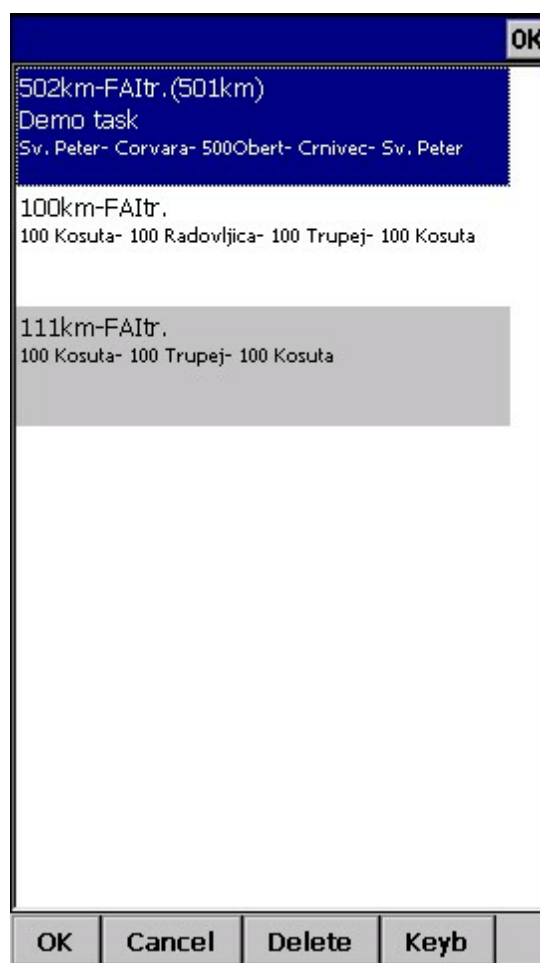 OK
502km-FAItr.(501km)
Demo task
Sv. Peter- Corvara- 500Obert- Crnivec- Sv. Peter
100km-FAItr.
100 Kosuta- 100 Radovljica- 100 Trupej- 100 Kosuta
111km-FAItr.
100 Kosuta- 100 Trupej- 100 Kosuta
OK Cancel Delete Keyb